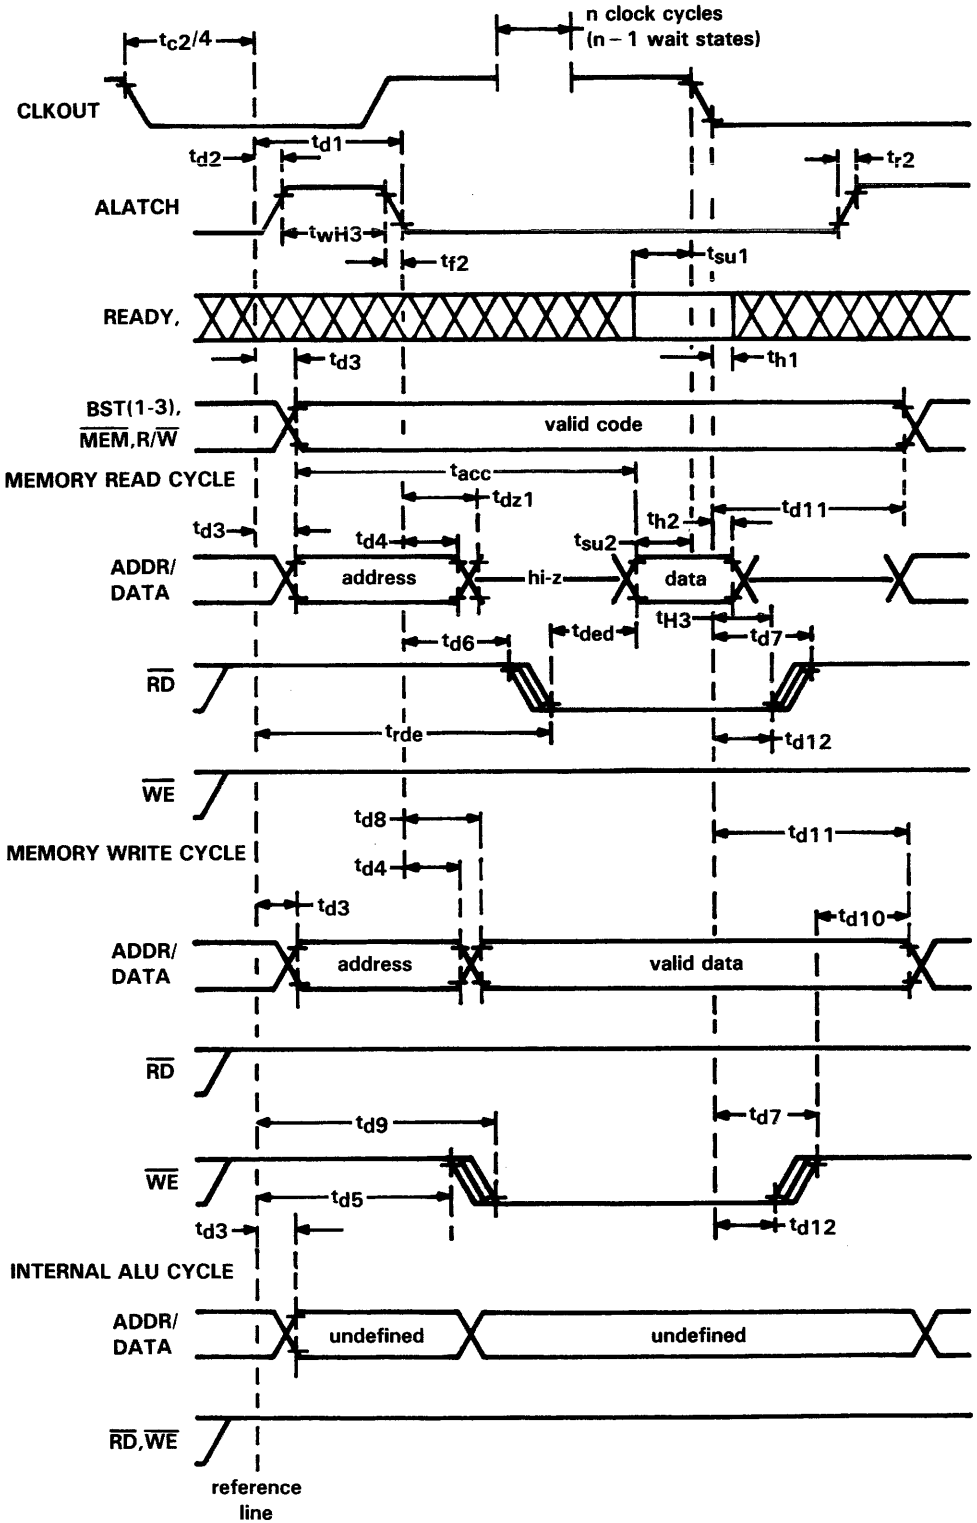 n clock cycles
(n – 1 wait states)
tc2/4
CLKOUT
td1
td2
tr2
ALATCH
twH3
tsu1
tf2
READY,
td3
th1
BST(1-3),
MEM,R/W
valid code
tacc
MEMORY READ CYCLE
tdz1
td11
td3
th2
td4
tsu2
ADDR/
DATA
address
hi-z
data
tH3
tded
td6
td7
RD
trde
td12
WE
td8
td11
MEMORY WRITE CYCLE
td4
td3
td10
ADDR/
DATA
address
valid data
RD
td9
td7
WE
td5
td3
td12
INTERNAL ALU CYCLE
ADDR/
DATA
undefined
undefined
RD,WE
reference
line